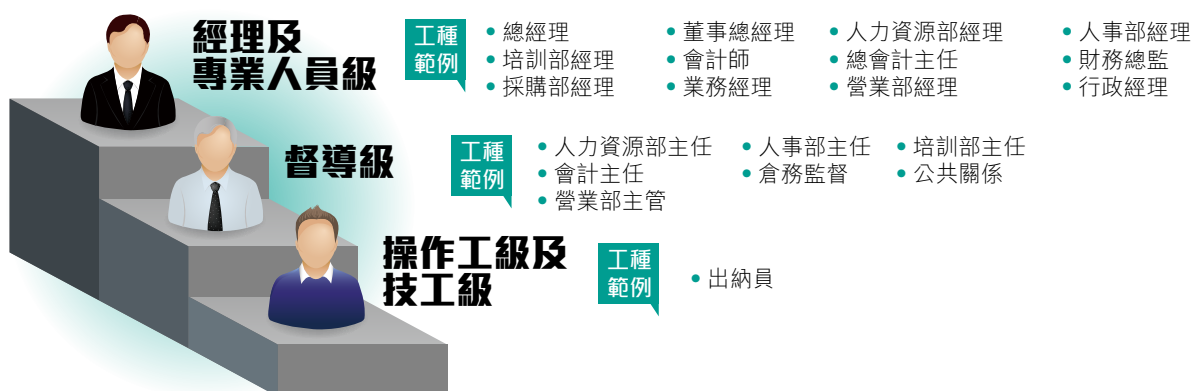 經理及
專業人員級
工種
範例
• 總經理 • 董事總經理 • 人力資源部經理 • 人事部經理
• 培訓部經理 • 會計師 • 總會計主任 • 財務總監
• 採購部經理 • 業務經理 • 營業部經理 • 行政經理
督導級
工種
範例
• 人力資源部主任 • 人事部主任 • 培訓部主任
• 會計主任 • 倉務監督 • 公共關係
• 營業部主管
操作工級及
技工級
工種
範例
• 出納員